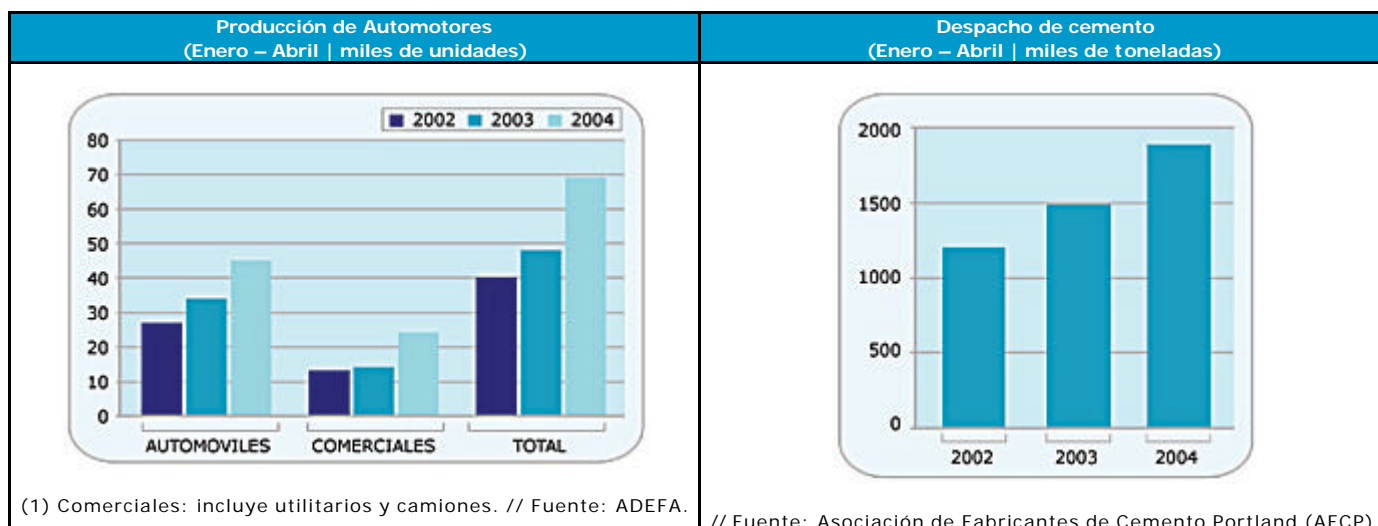 Producción de Automotores
(Enero – Abril | miles de unidades)
2002 2003 2004
80
70
60
50
40
30
20
10
0
AUTOMOVILES COMERCIALES TOTAL
(1) Comerciales: incluye utilitarios y camiones. // Fuente: ADEFA.
Despacho de cemento
(Enero – Abril | miles de toneladas)
2000
1500
1000
500
0
2002 2003 2004
// Fuente: Asociación de Fabricantes de Cemento Portland (AFCP)